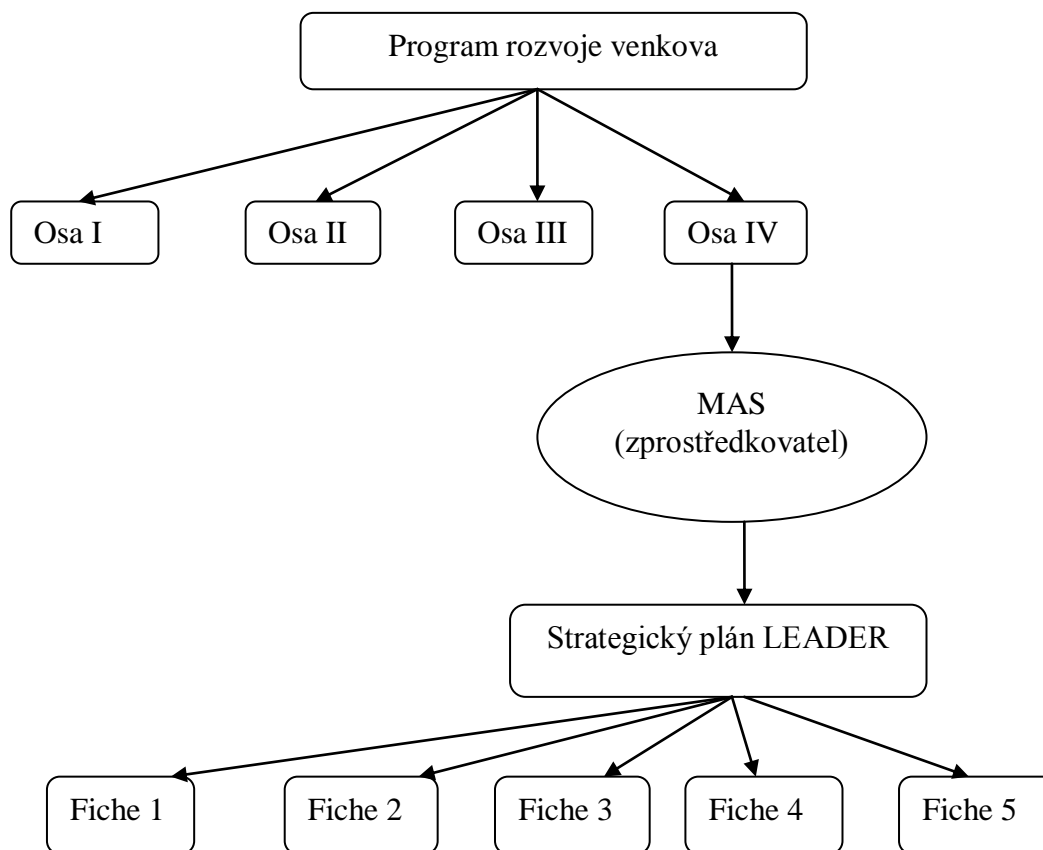 Program rozvoje venkova
Osa I
Osa II
Osa III
Osa IV
MAS
(zprostředkovatel)
Strategický plán LEADER
Fiche 1
Fiche 2
Fiche 3
Fiche 4
Fiche 5